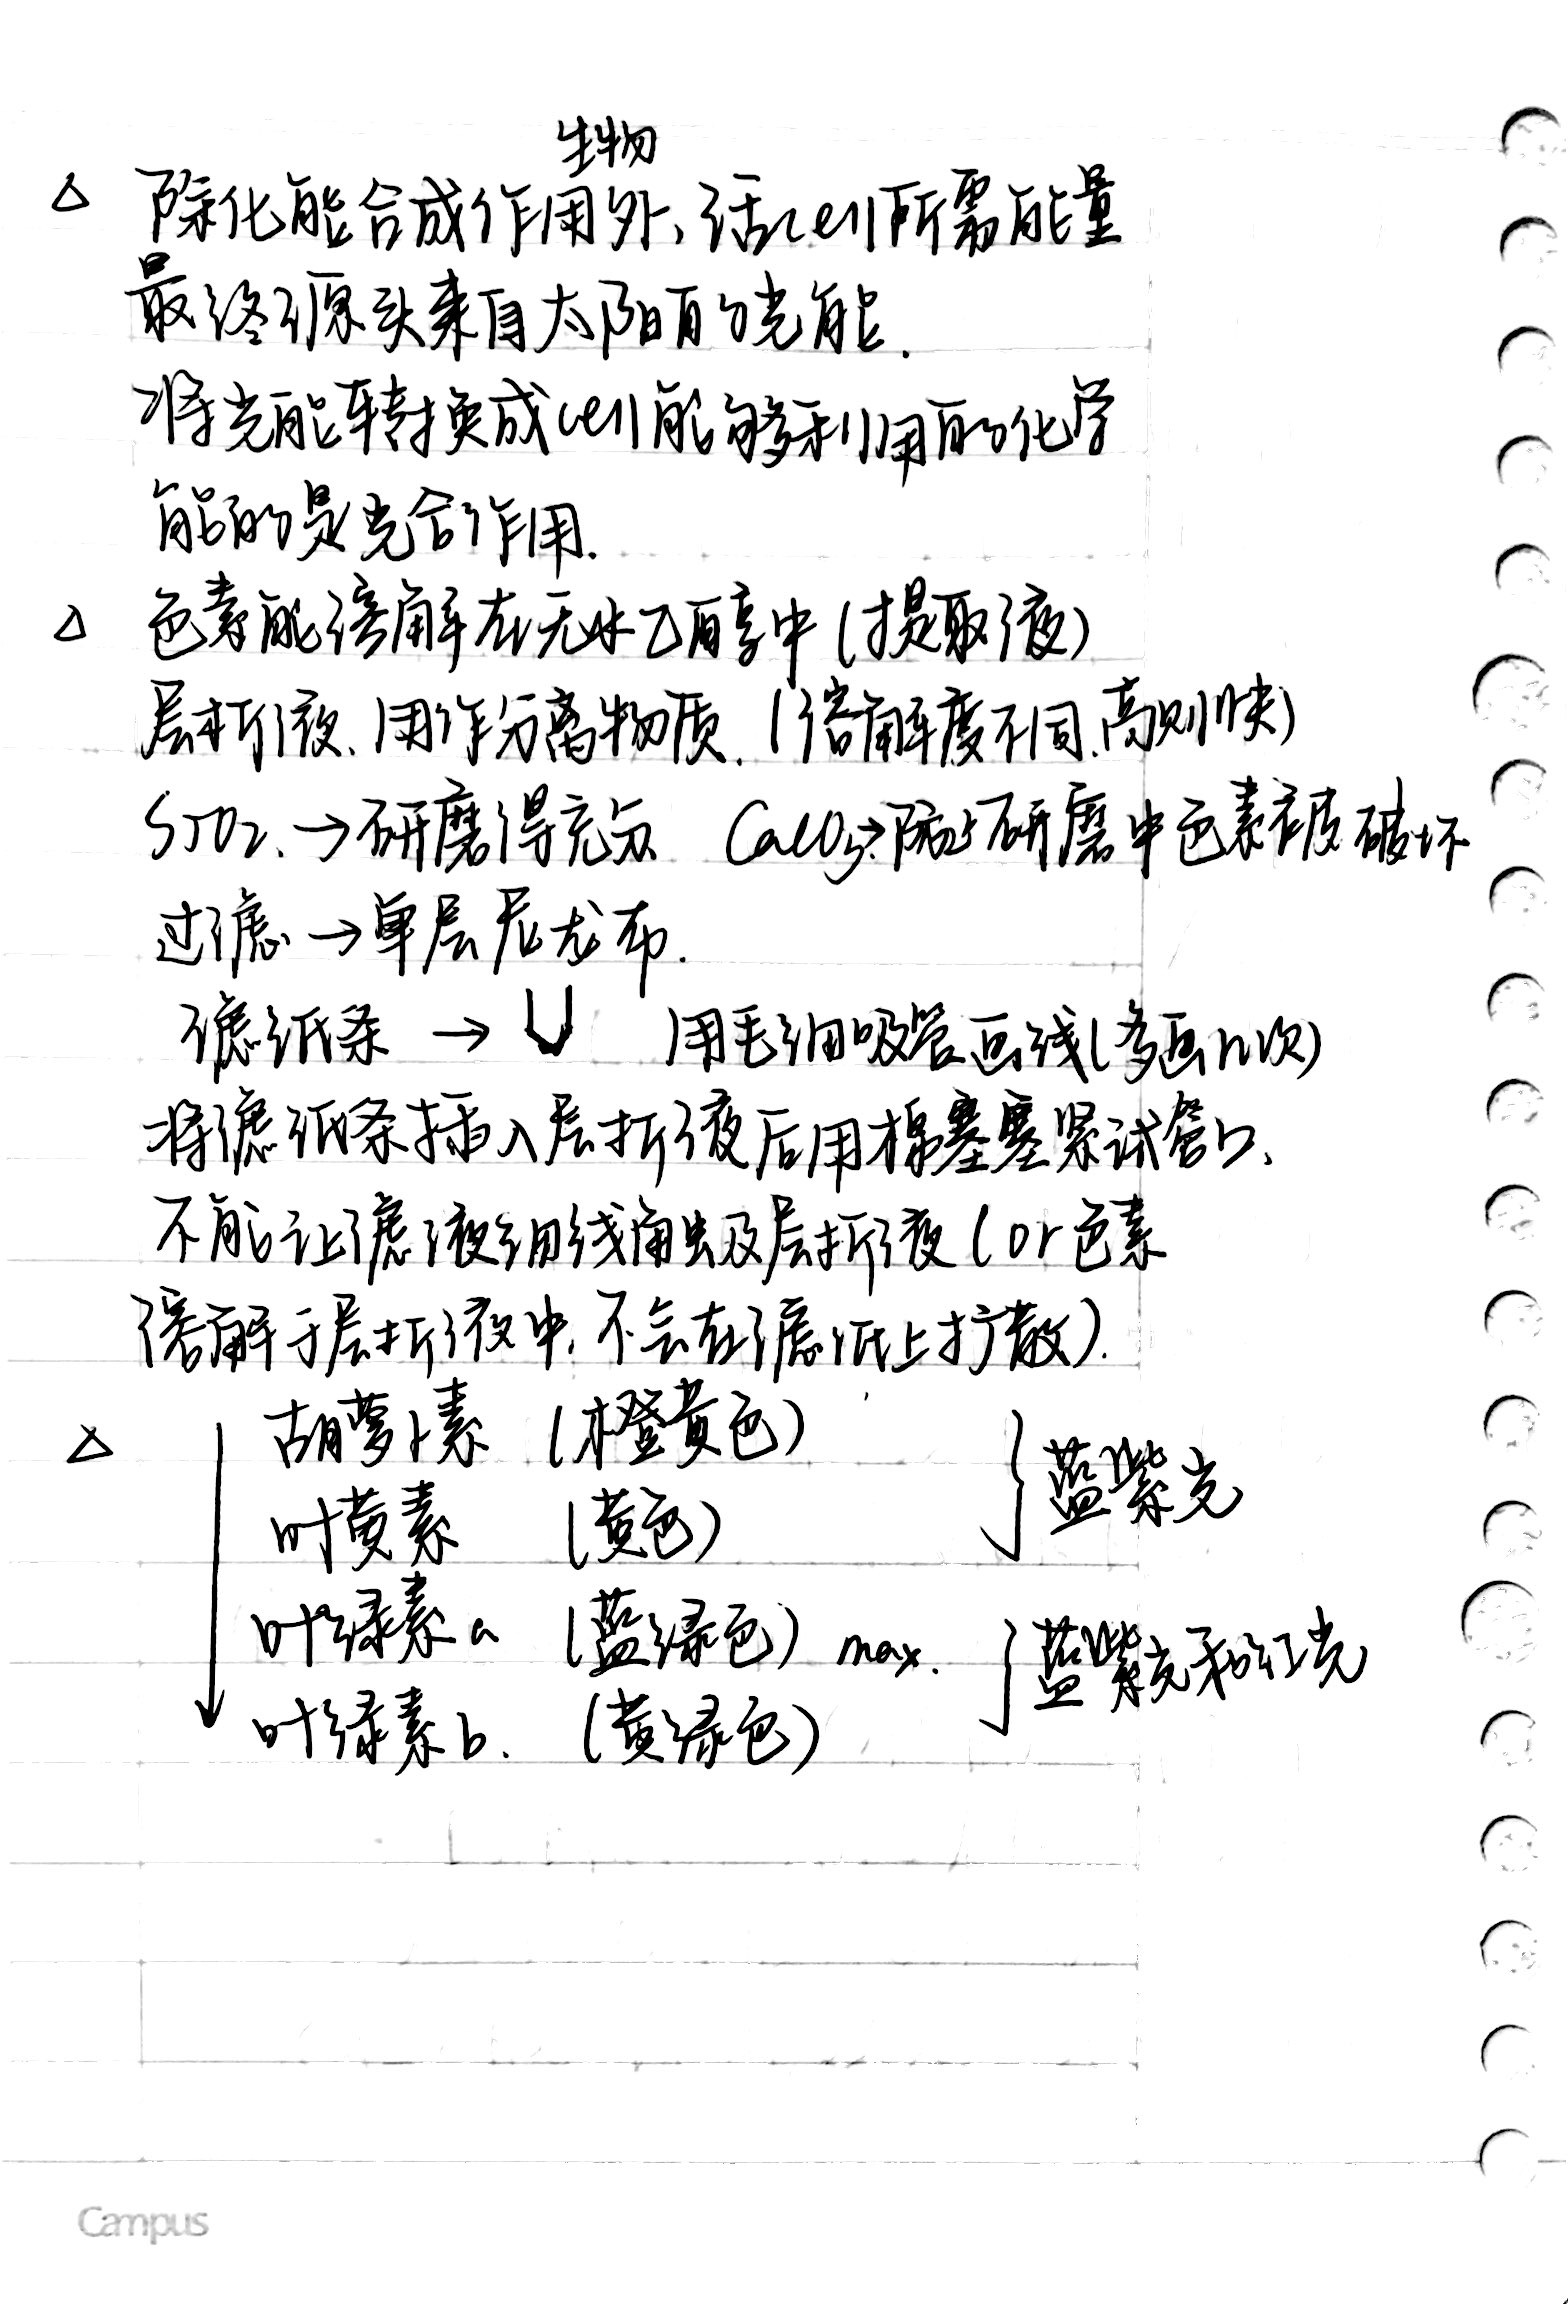 生物
△ 除化能合成作用外、活cell所需能量
最终源头来自太阳的光能.
将光能转换成cell能够利用的化学
能的是光合作用.
△ 色素能溶解在无水乙醇中(提取液)
层析液、用作分离物质.(溶解度不同、高则快)
SiO₂、→研磨得充分 CaCO₃→防止研磨中色素被破坏
过滤→单层尼龙布.
滤纸条 → 用毛细吸管画线(多画n次)
将滤纸条插入层析液后用棉塞塞紧试管口、
不能让滤液细线触及层析液(or色素
溶解于层析液中、不会在滤纸上扩散).
△ 胡萝卜素 (橙黄色) } 蓝紫光
叶黄素 (黄色)
叶绿素a (蓝绿色) max. } 蓝紫光和红光
叶绿素b. (黄绿色)
Campus